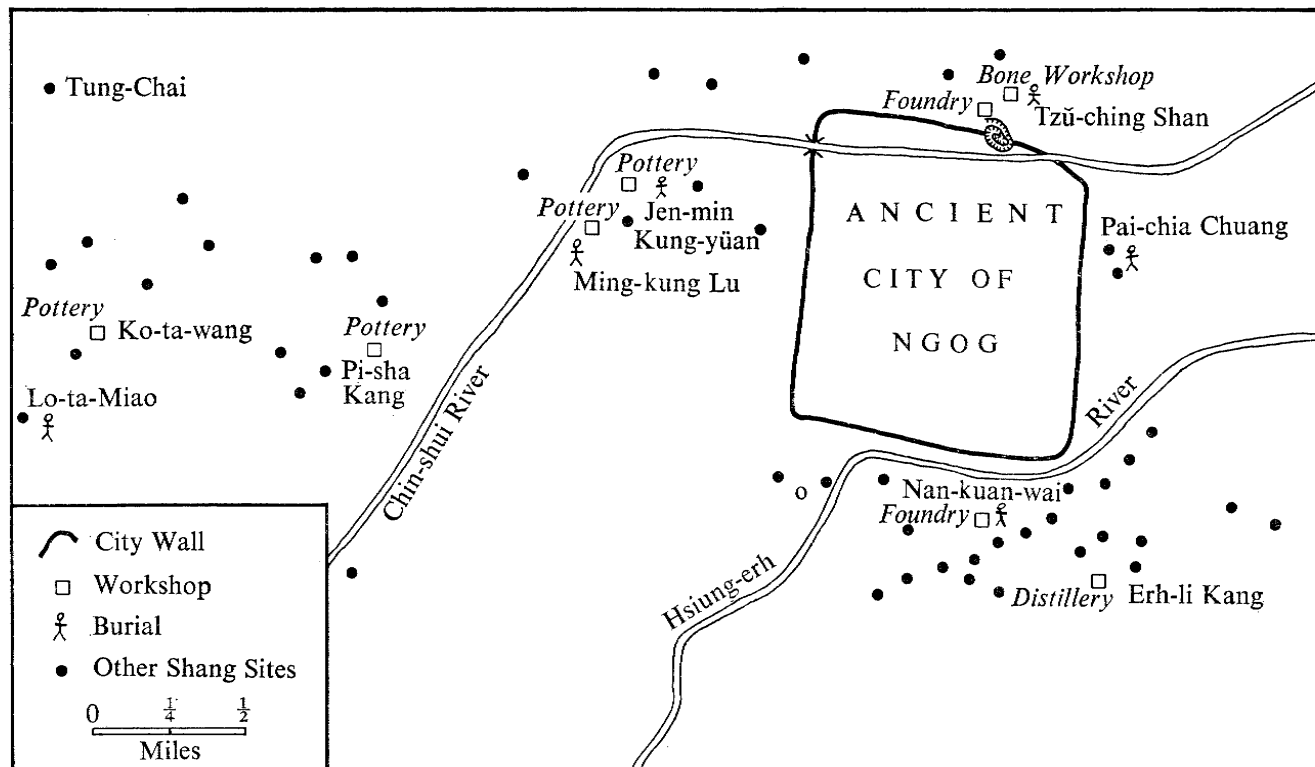 Tung-Chai
Bone Workshop
Foundry
Tzŭ-ching Shan
Pottery
Jen-min
Kung-yüan
Pottery
Ming-kung Lu
ANCIENT
CITY OF
NGOG
Pai-chia Chuang
Pottery
Ko-ta-wang
Pottery
Pi-sha
Kang
Lo-ta-Miao
Chin-shui River
River
Hsiung-erh
Nan-kuan-wai
Foundry
Distillery
Erh-li Kang
City Wall
Workshop
Burial
Other Shang Sites
0 1/4 1/2
Miles